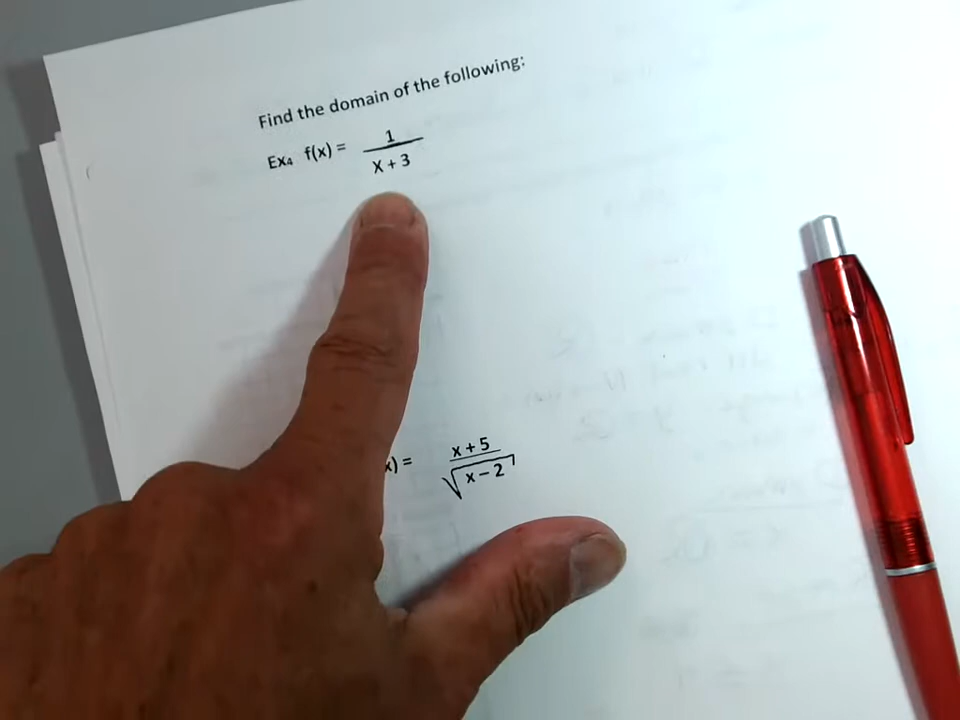 Find the domain of the following:
Ex4 f(x) = 1 / x + 3
x) = x + 5 / √x − 2